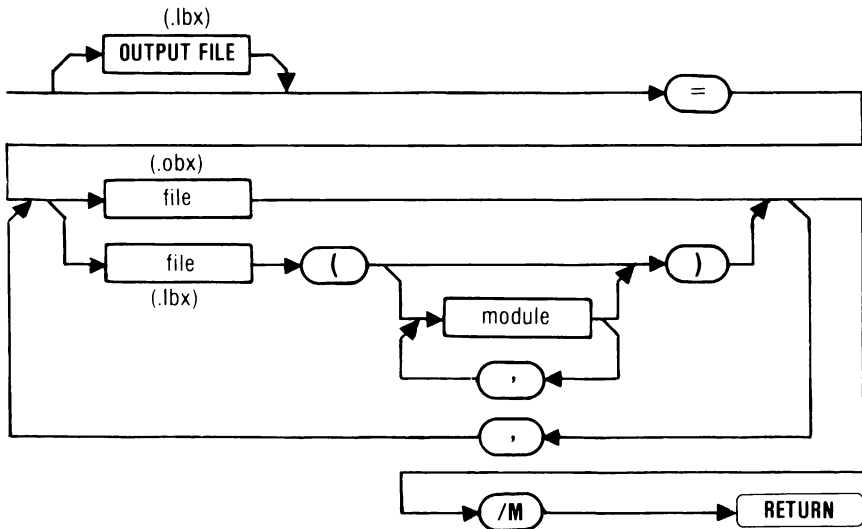 (.lbx)
OUTPUT FILE
=
(.obx)
file
file
(
)
(.lbx)
module
,
,
/M
RETURN